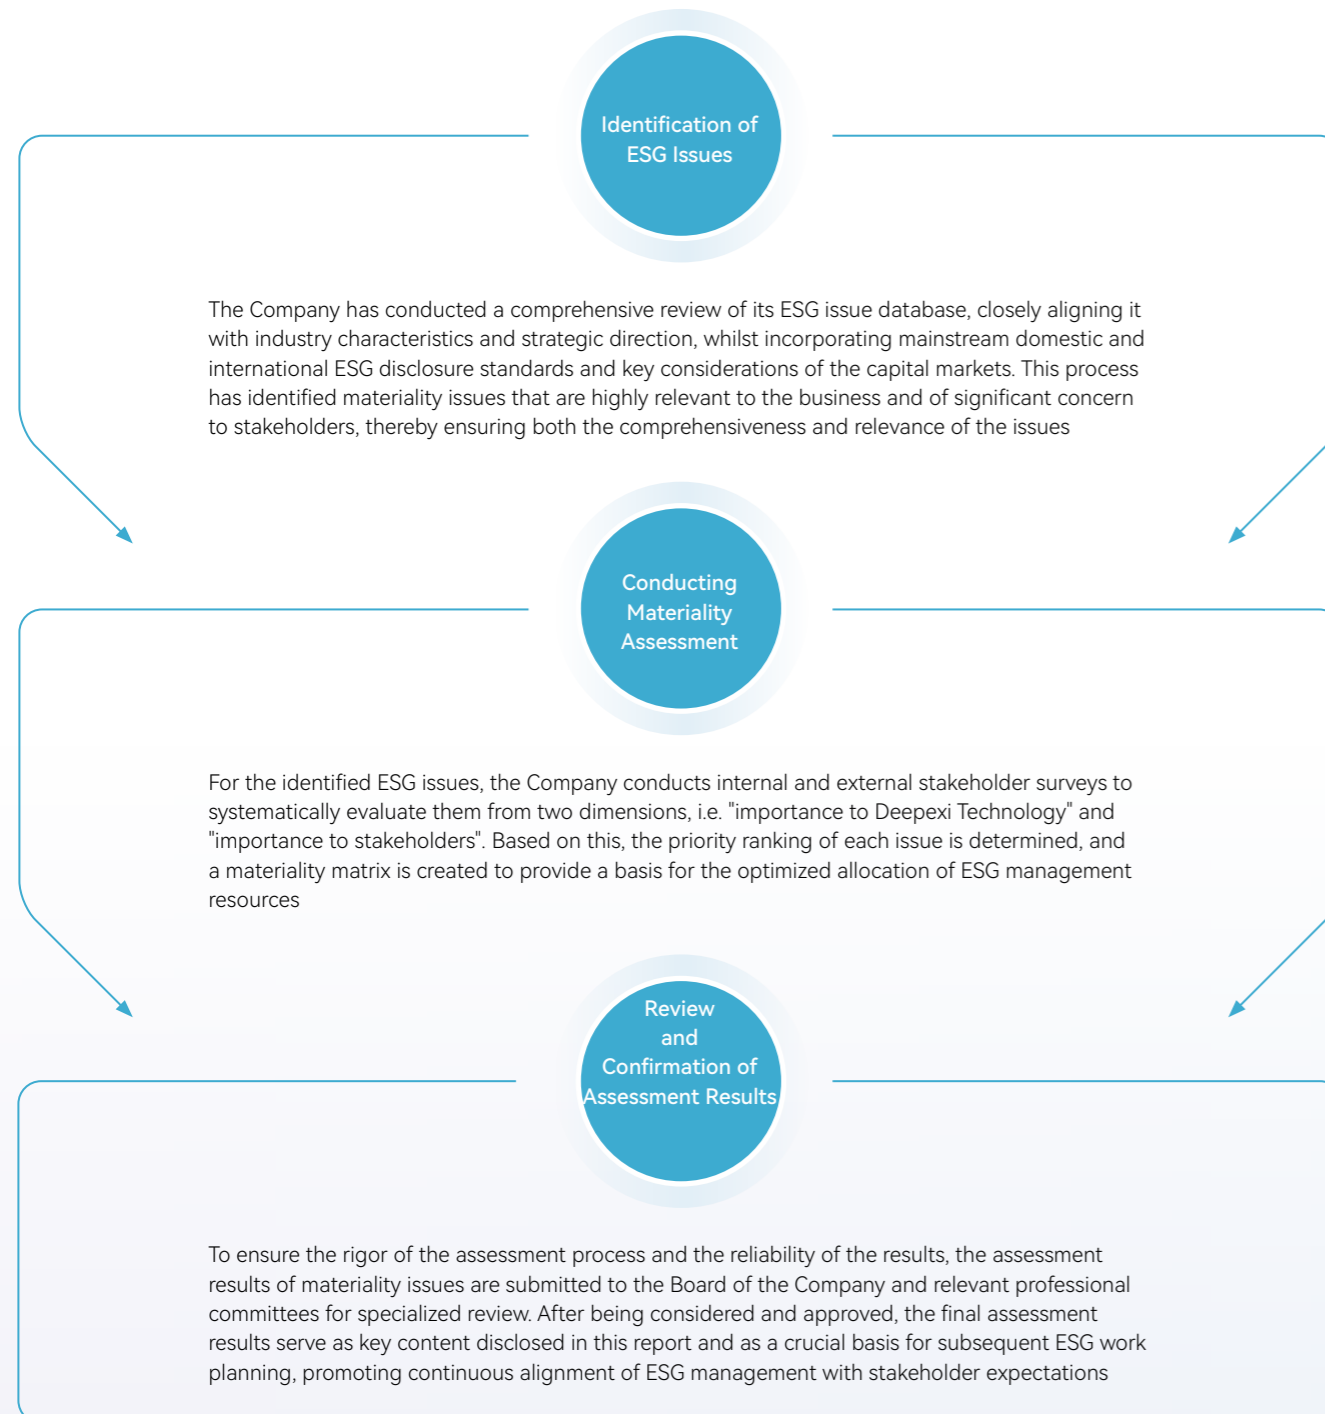 Identification of
ESG Issues
The Company has conducted a comprehensive review of its ESG issue database, closely aligning it
with industry characteristics and strategic direction, whilst incorporating mainstream domestic and
international ESG disclosure standards and key considerations of the capital markets. This process
has identified materiality issues that are highly relevant to the business and of significant concern
to stakeholders, thereby ensuring both the comprehensiveness and relevance of the issues
Conducting
Materiality
Assessment
For the identified ESG issues, the Company conducts internal and external stakeholder surveys to
systematically evaluate them from two dimensions, i.e. "importance to Deepexi Technology" and
"importance to stakeholders". Based on this, the priority ranking of each issue is determined, and
a materiality matrix is created to provide a basis for the optimized allocation of ESG management
resources
Review
and
Confirmation of
Assessment Results
To ensure the rigor of the assessment process and the reliability of the results, the assessment
results of materiality issues are submitted to the Board of the Company and relevant professional
committees for specialized review. After being considered and approved, the final assessment
results serve as key content disclosed in this report and as a crucial basis for subsequent ESG work
planning, promoting continuous alignment of ESG management with stakeholder expectations